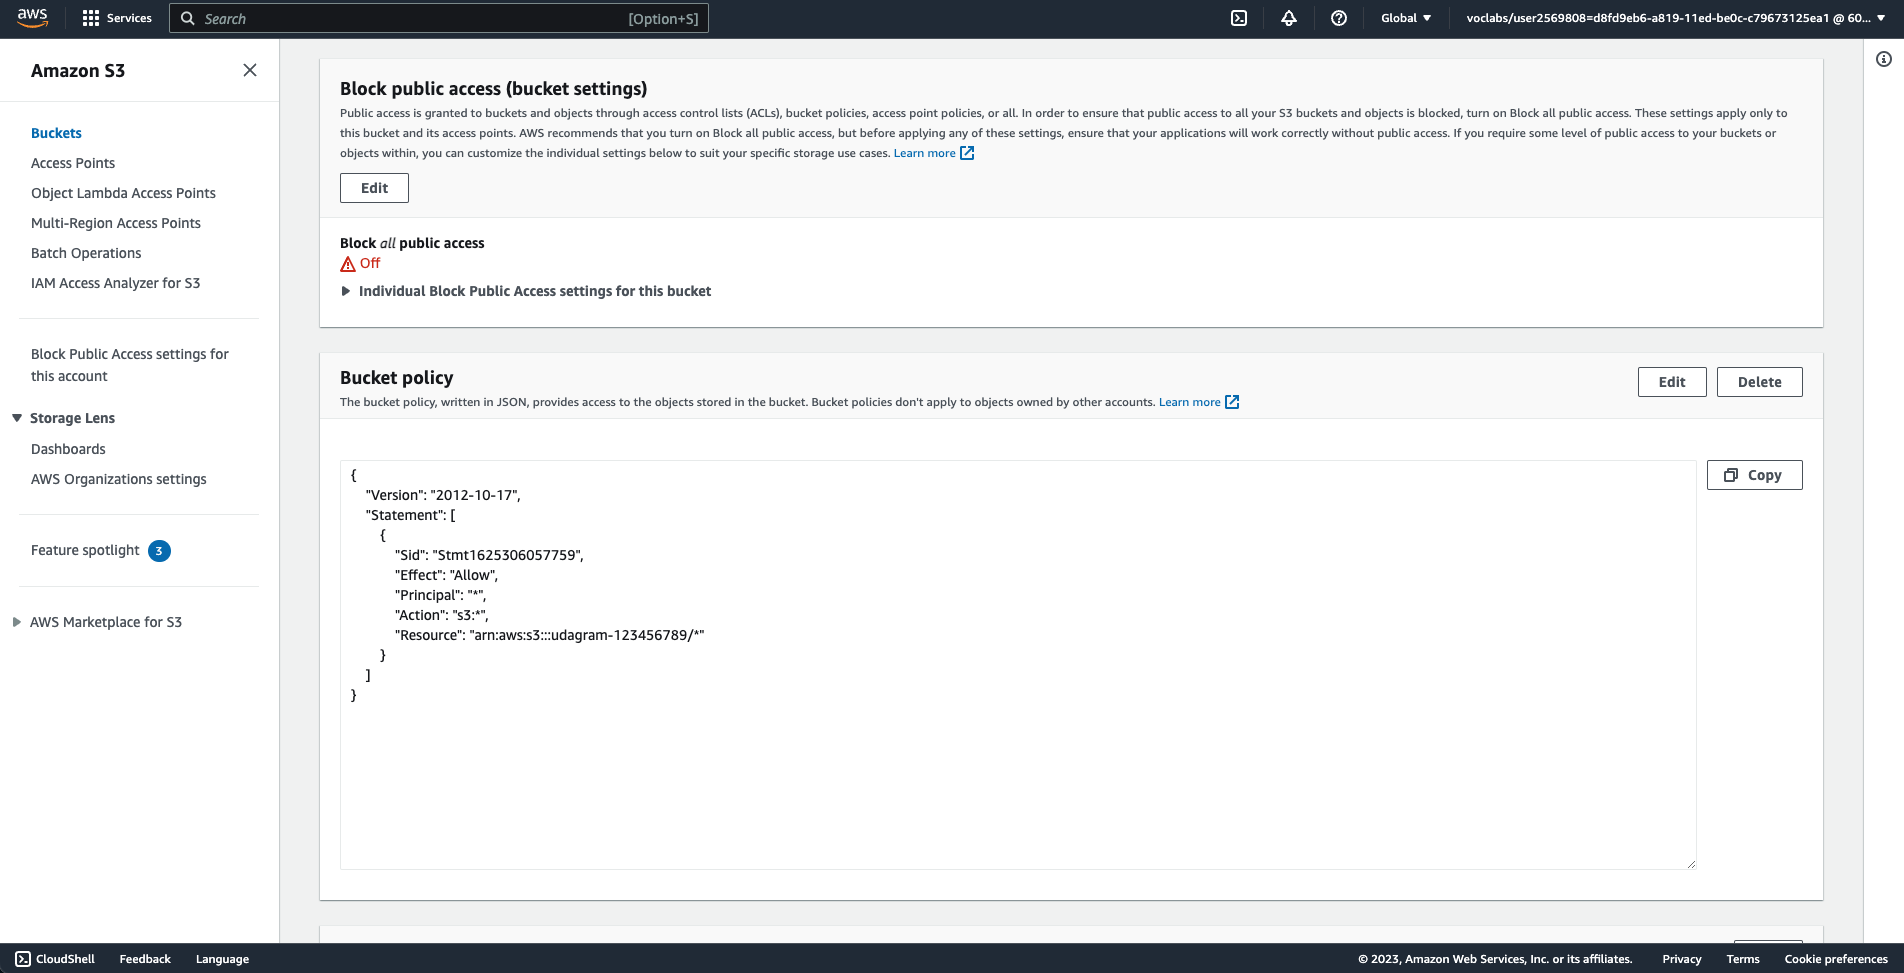 aws
Services
Search
[Option+S]
Global
voclabs/user2569808=d8fd9eb6-a819-11ed-be0c-c79673125ea1 @ 60...
Amazon S3
Buckets
Access Points
Object Lambda Access Points
Multi-Region Access Points
Batch Operations
IAM Access Analyzer for S3
Block Public Access settings for
this account
Storage Lens
Dashboards
AWS Organizations settings
Feature spotlight 3
AWS Marketplace for S3
Block public access (bucket settings)
Public access is granted to buckets and objects through access control lists (ACLs), bucket policies, access point policies, or all. In order to ensure that public access to all your S3 buckets and objects is blocked, turn on Block all public access. These settings apply only to
this bucket and its access points. AWS recommends that you turn on Block all public access, but before applying any of these settings, ensure that your applications will work correctly without public access. If you require some level of public access to your buckets or
objects within, you can customize the individual settings below to suit your specific storage use cases. Learn more
Edit
Block all public access
Off
Individual Block Public Access settings for this bucket
Bucket policy
Edit
Delete
The bucket policy, written in JSON, provides access to the objects stored in the bucket. Bucket policies don't apply to objects owned by other accounts. Learn more
Copy
{
"Version": "2012-10-17",
"Statement": [
{
"Sid": "Stmt1625306057759",
"Effect": "Allow",
"Principal": "*",
"Action": "s3:*",
"Resource": "arn:aws:s3:::udagram-123456789/*"
}
]
}
CloudShell
Feedback
Language
© 2023, Amazon Web Services, Inc. or its affiliates.
Privacy
Terms
Cookie preferences